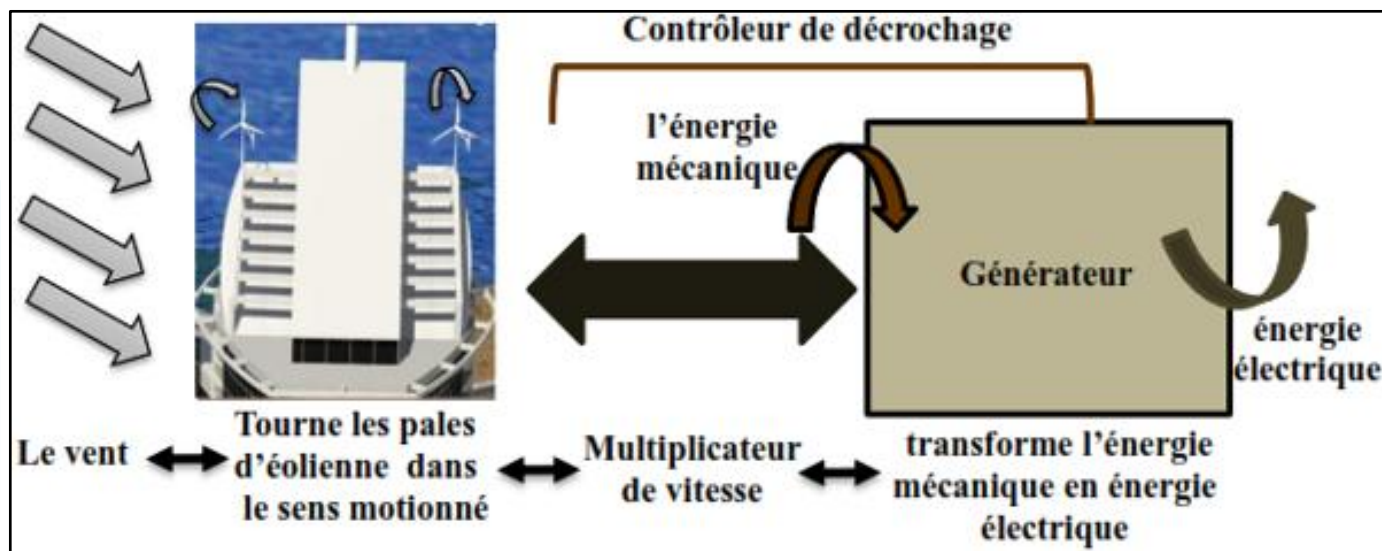 Contrôleur de décrochage
l’énergie
mécanique
Générateur
énergie
électrique
Le vent
Tourne les pales
d’éolienne dans
le sens motionné
Multiplicateur
de vitesse
transforme l’énergie
mécanique en énergie
électrique